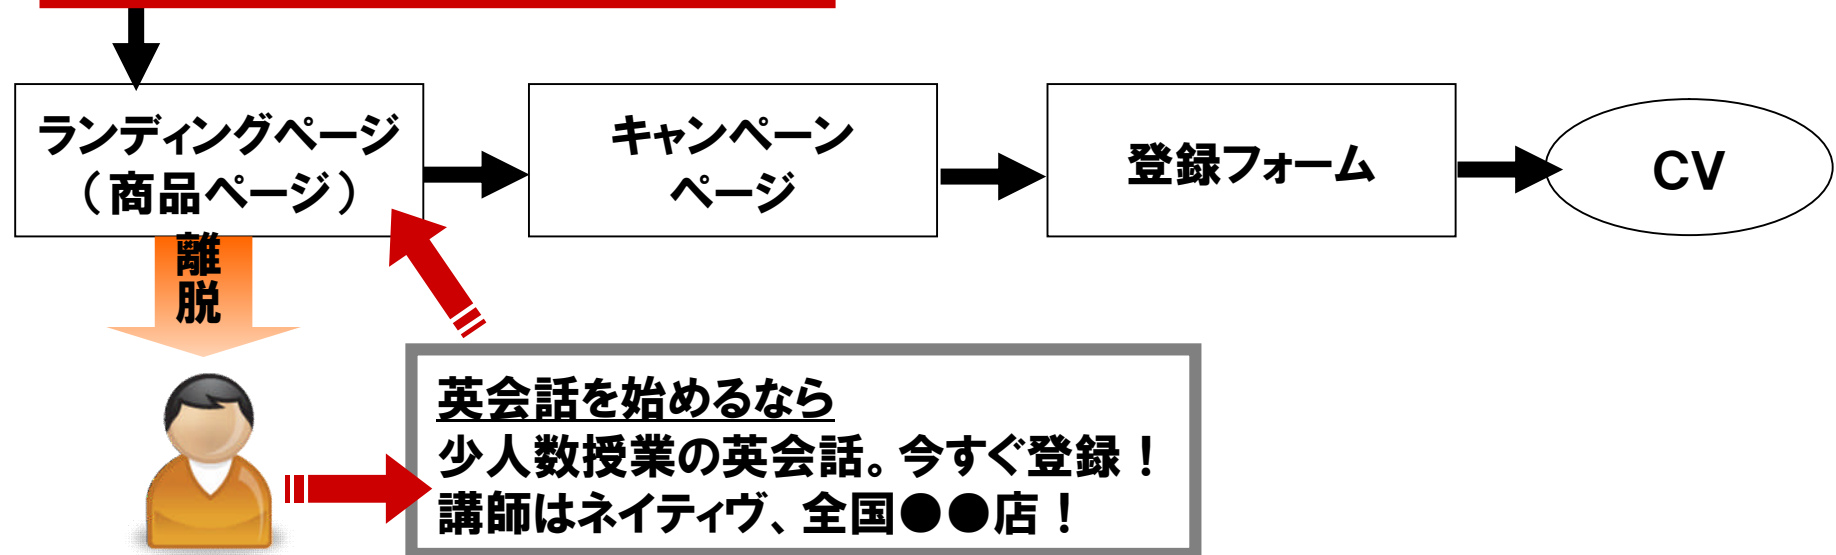 ランディングページ
（商品ページ）
キャンペーン
ページ
登録フォーム
CV
離
脱
英会話を始めるなら
少人数授業の英会話。今すぐ登録！
講師はネイティヴ、全国●●店！